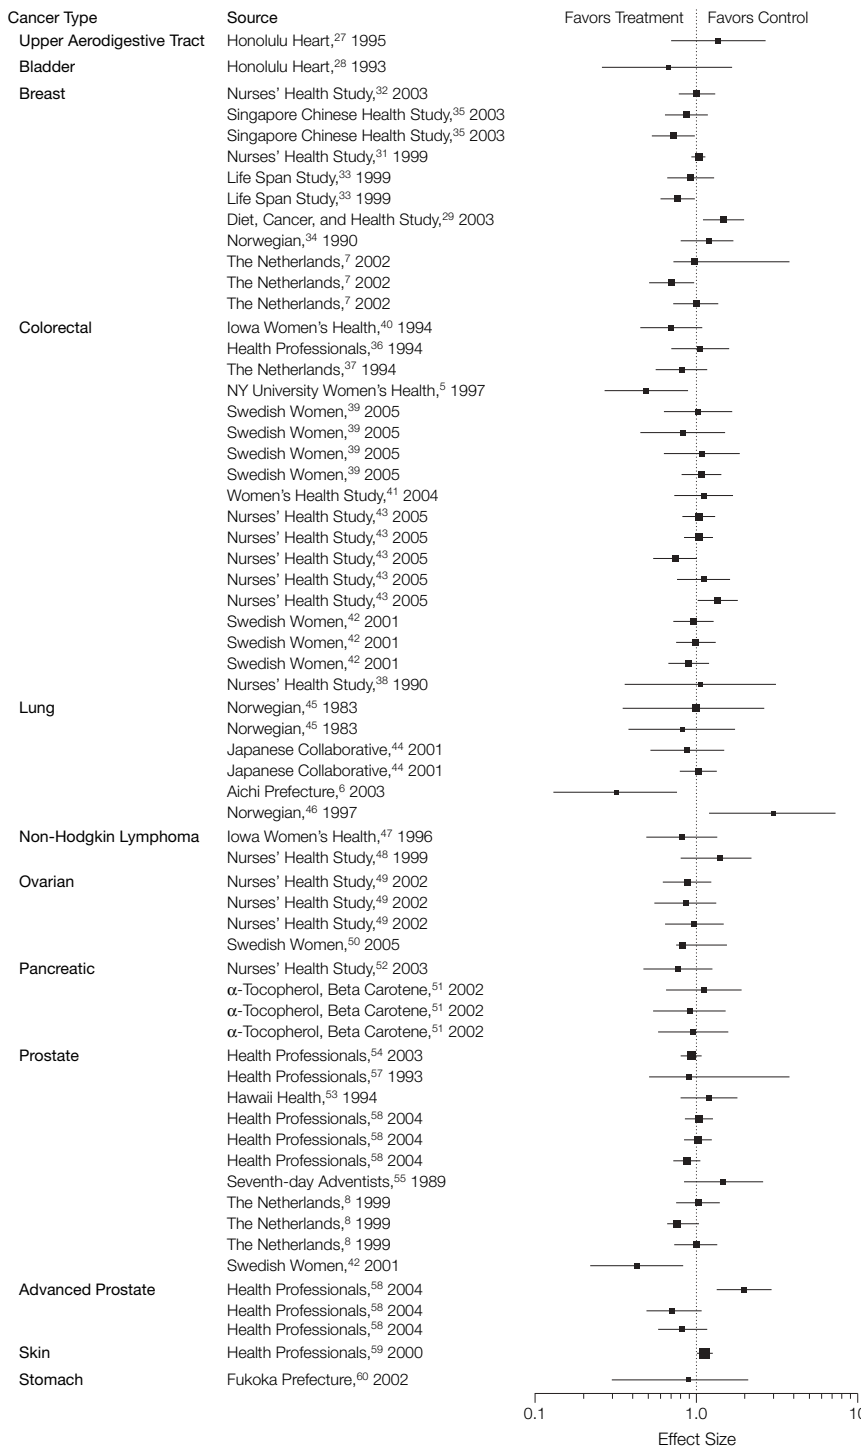 Cancer Type Source Favors Treatment Favors Control
Upper Aerodigestive Tract Honolulu Heart,27 1995
Bladder Honolulu Heart,28 1993
Breast Nurses’ Health Study,32 2003
Singapore Chinese Health Study,35 2003
Singapore Chinese Health Study,35 2003
Nurses’ Health Study,31 1999
Life Span Study,33 1999
Life Span Study,33 1999
Diet, Cancer, and Health Study,29 2003
Norwegian,34 1990
The Netherlands,7 2002
The Netherlands,7 2002
The Netherlands,7 2002
Colorectal Iowa Women’s Health,40 1994
Health Professionals,36 1994
The Netherlands,37 1994
NY University Women’s Health,5 1997
Swedish Women,39 2005
Swedish Women,39 2005
Swedish Women,39 2005
Swedish Women,39 2005
Women’s Health Study,41 2004
Nurses’ Health Study,43 2005
Nurses’ Health Study,43 2005
Nurses’ Health Study,43 2005
Nurses’ Health Study,43 2005
Nurses’ Health Study,43 2005
Swedish Women,42 2001
Swedish Women,42 2001
Swedish Women,42 2001
Nurses’ Health Study,38 1990
Lung Norwegian,45 1983
Norwegian,45 1983
Japanese Collaborative,44 2001
Japanese Collaborative,44 2001
Aichi Prefecture,6 2003
Norwegian,46 1997
Non-Hodgkin Lymphoma Iowa Women’s Health,47 1996
Nurses’ Health Study,48 1999
Ovarian Nurses’ Health Study,49 2002
Nurses’ Health Study,49 2002
Nurses’ Health Study,49 2002
Swedish Women,50 2005
Pancreatic Nurses’ Health Study,52 2003
α-Tocopherol, Beta Carotene,51 2002
α-Tocopherol, Beta Carotene,51 2002
α-Tocopherol, Beta Carotene,51 2002
Prostate Health Professionals,54 2003
Health Professionals,57 1993
Hawaii Health,53 1994
Health Professionals,58 2004
Health Professionals,58 2004
Health Professionals,58 2004
Seventh-day Adventists,55 1989
The Netherlands,8 1999
The Netherlands,8 1999
The Netherlands,8 1999
Swedish Women,42 2001
Advanced Prostate Health Professionals,58 2004
Health Professionals,58 2004
Health Professionals,58 2004
Skin Health Professionals,59 2000
Stomach Fukoka Prefecture,60 2002
0.1 1.0 10
Effect Size